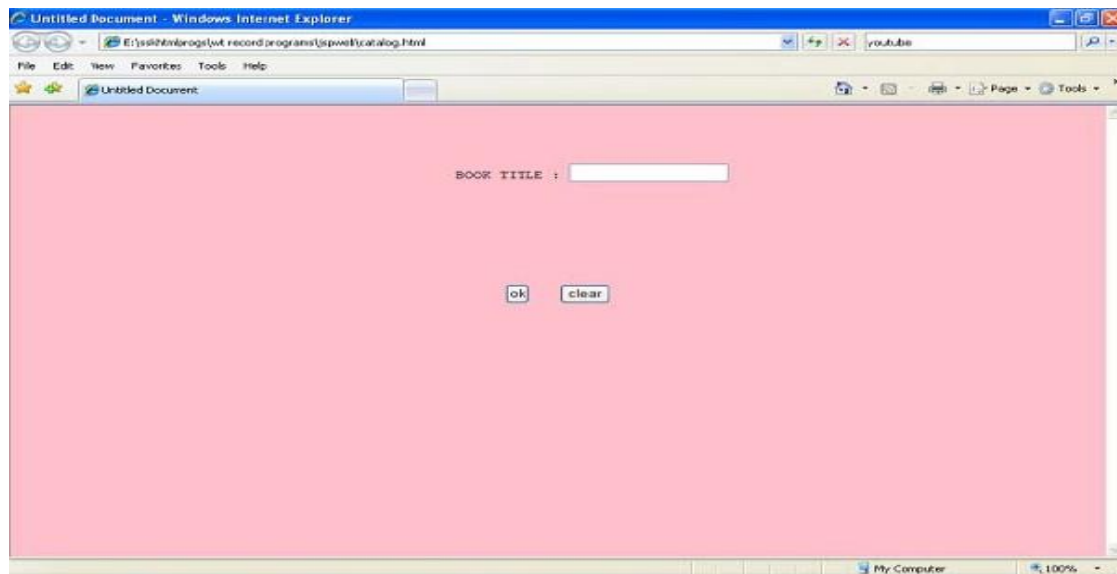 Untitled Document - Windows Internet Explorer
E:\sski\htmlprogs\wt record programs\jspwell\catalog.html
youtube
File Edit View Favorites Tools Help
Untitled Document
Page Tools
BOOK TITLE :
ok clear
My Computer
100%